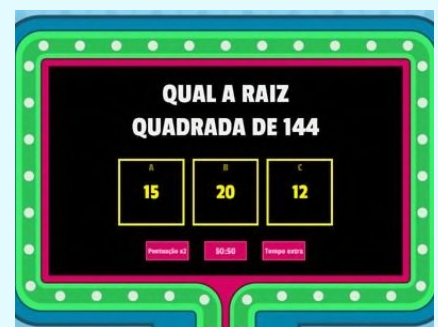 QUAL A RAIZ
QUADRADA DE 144
A B C
15 20 12
Pontuação x2 50:50 Tempo extra